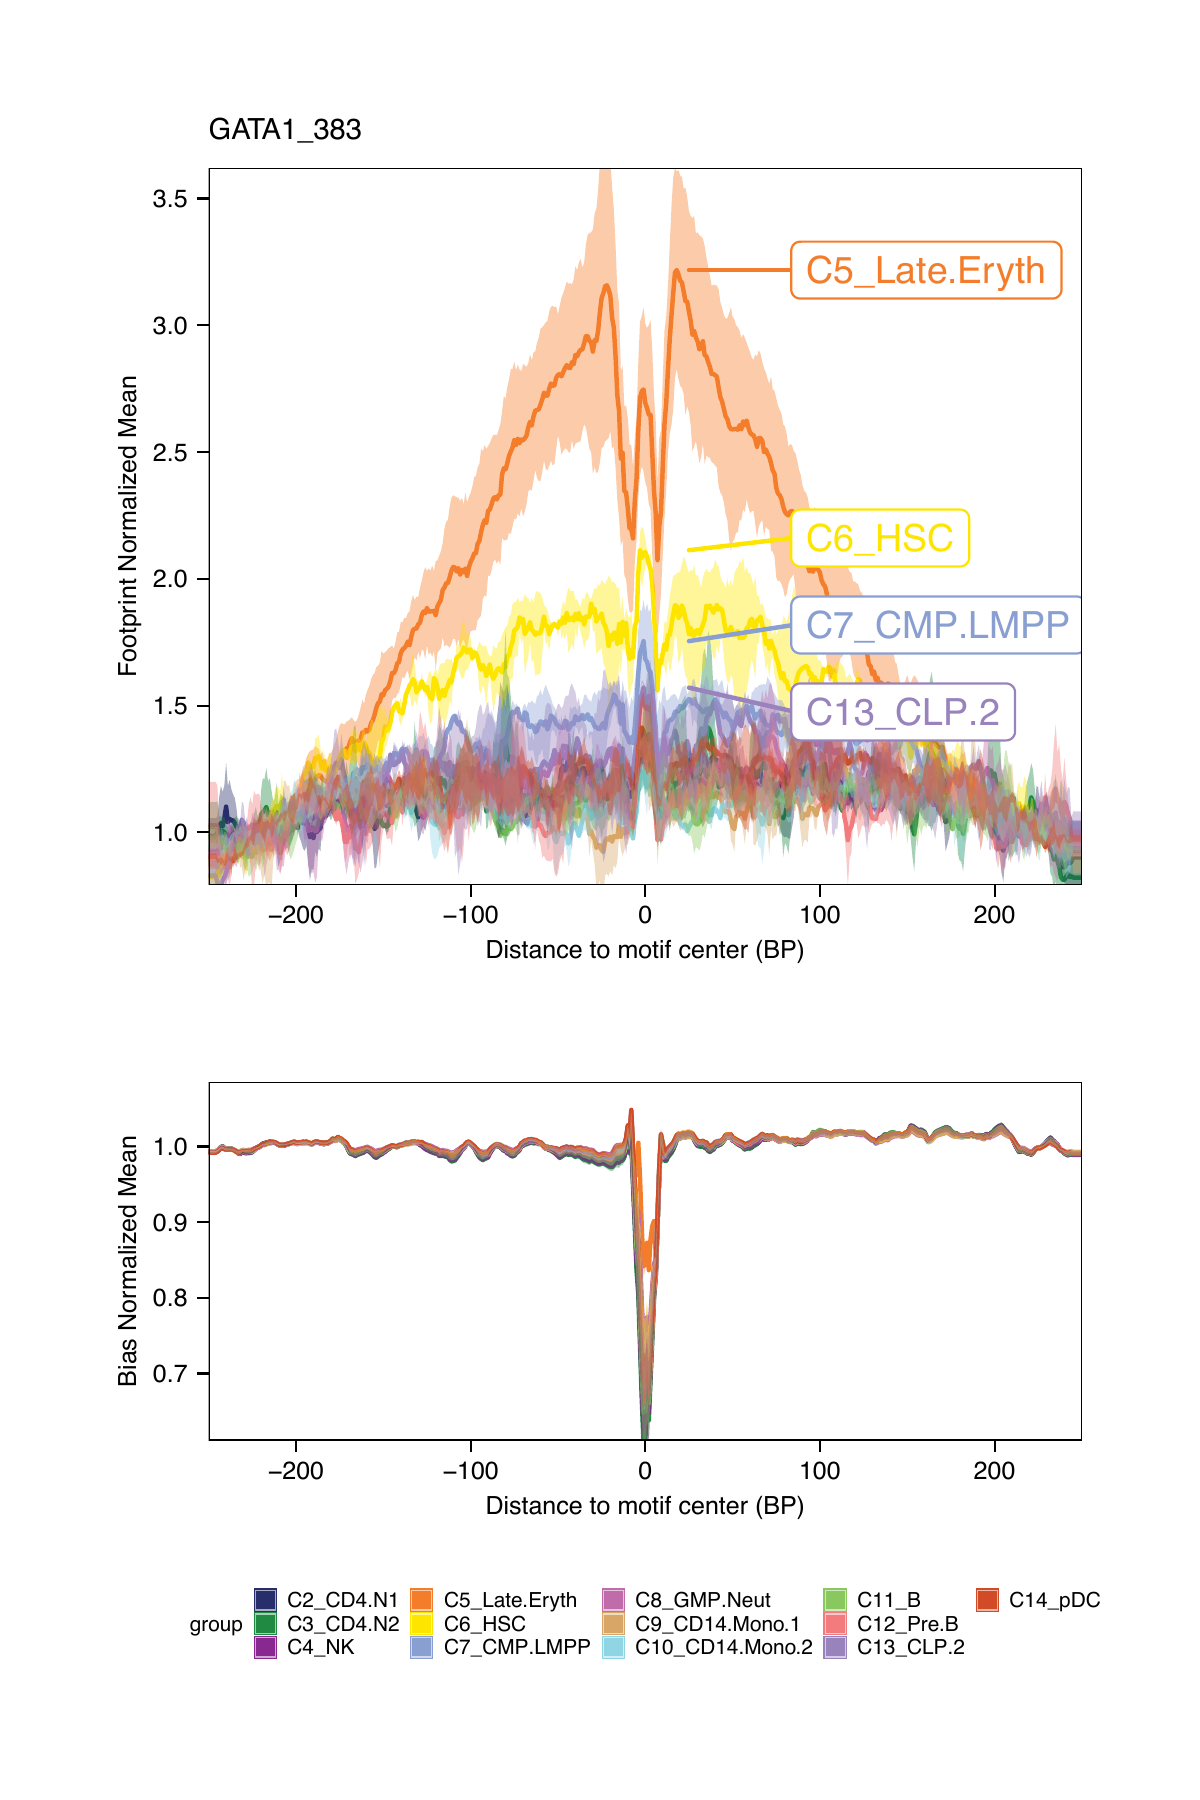 GATA1_383
3.5
3.0
2.5
2.0
1.5
1.0
Footprint Normalized Mean
C5_Late.Eryth
C6_HSC
C7_CMP.LMPP
C13_CLP.2
−200 −100 0 100 200
Distance to motif center (BP)
1.0
0.9
0.8
0.7
Bias Normalized Mean
−200 −100 0 100 200
Distance to motif center (BP)
C2_CD4.N1 C5_Late.Eryth C8_GMP.Neut C11_B C14_pDC
group C3_CD4.N2 C6_HSC C9_CD14.Mono.1 C12_Pre.B
C4_NK C7_CMP.LMPP C10_CD14.Mono.2 C13_CLP.2